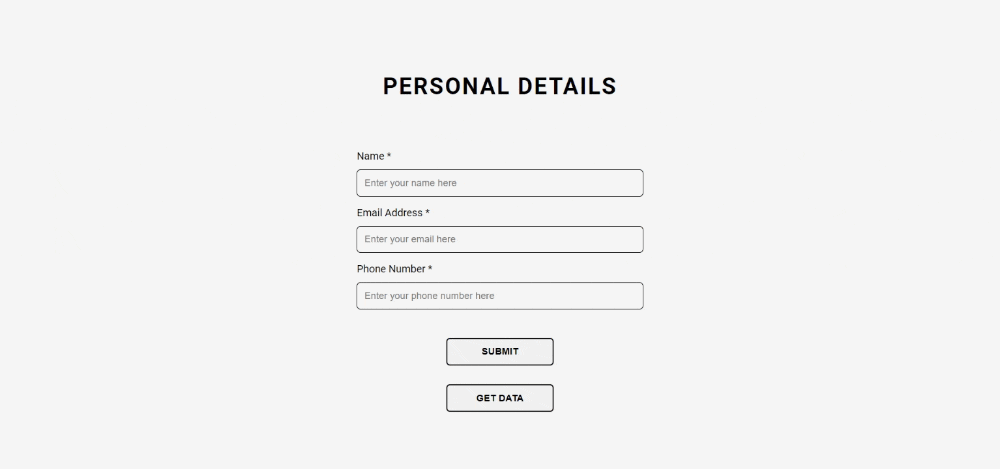 PERSONAL DETAILS
Name *
Enter your name here
Email Address *
Enter your email here
Phone Number *
Enter your phone number here
SUBMIT
GET DATA